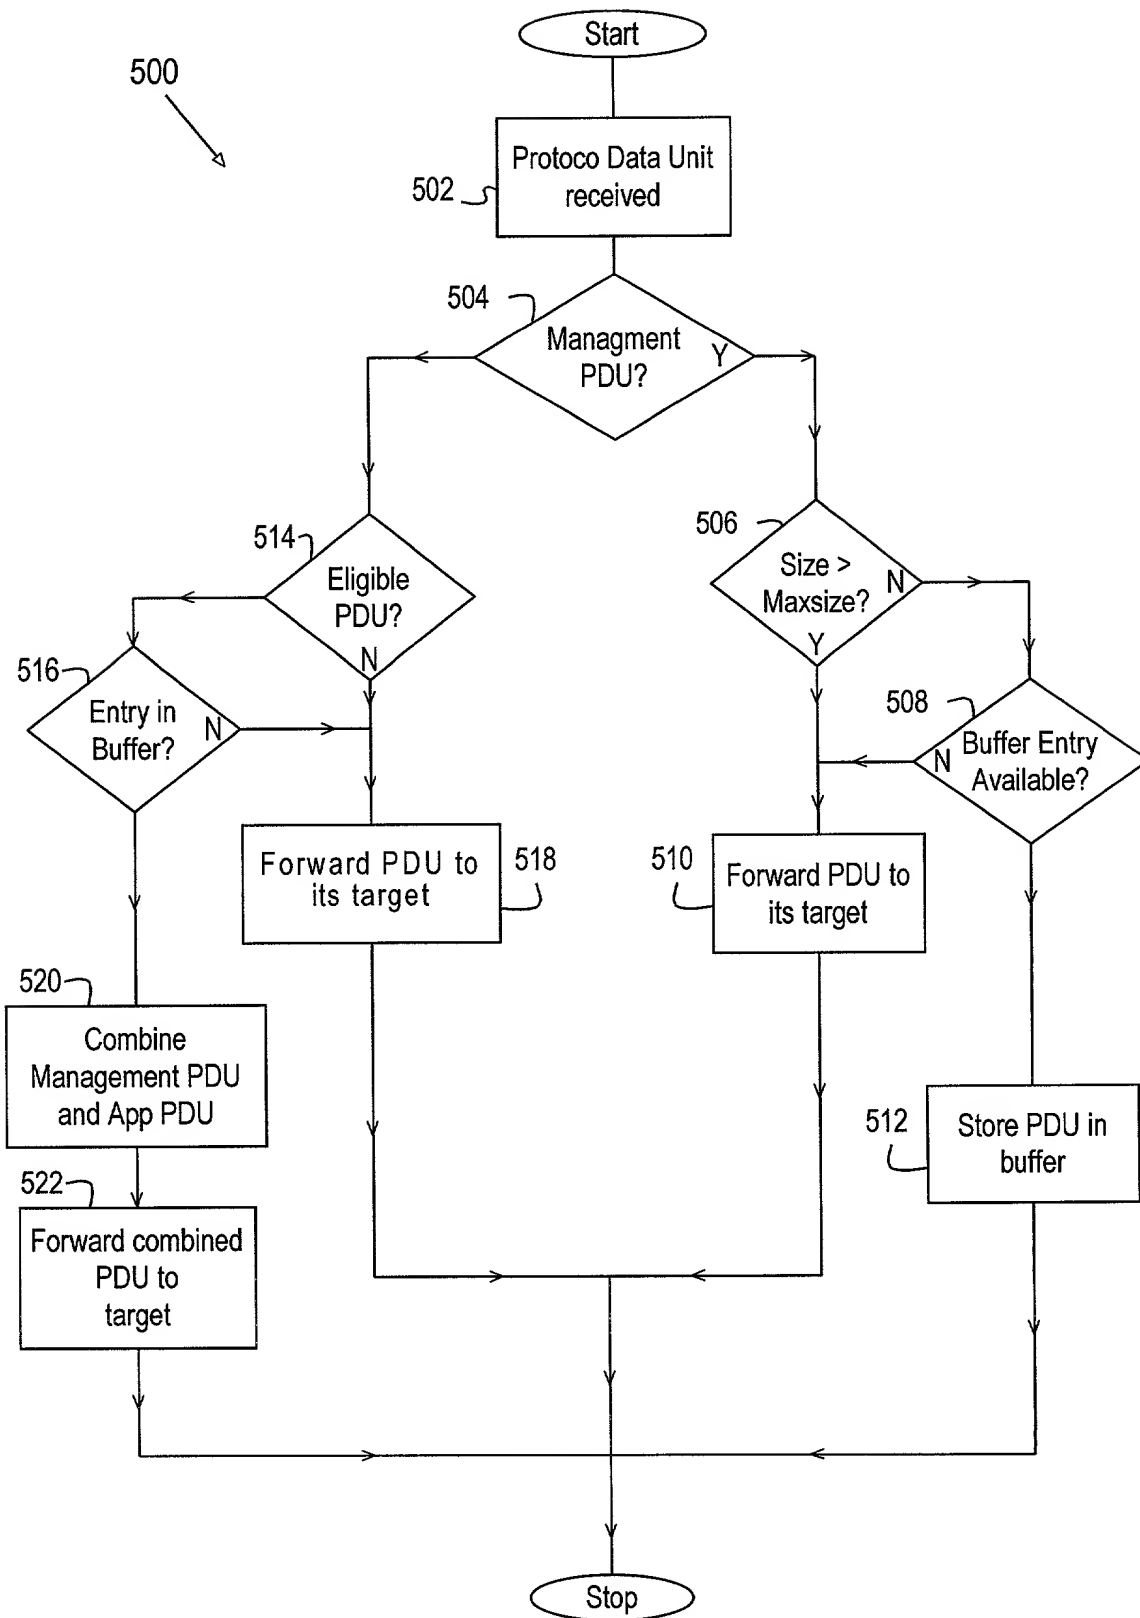 Start
500
Protoco Data Unit
received
502
504
Managment
PDU?
Y
514
Eligible
PDU?
N
506
Size >
Maxsize?
N
Y
516
Entry in
Buffer?
N
508
Buffer Entry
Available?
N
Forward PDU to
its target
518
510
Forward PDU to
its target
520
Combine
Management PDU
and App PDU
512
Store PDU in
buffer
522
Forward combined
PDU to
target
Stop